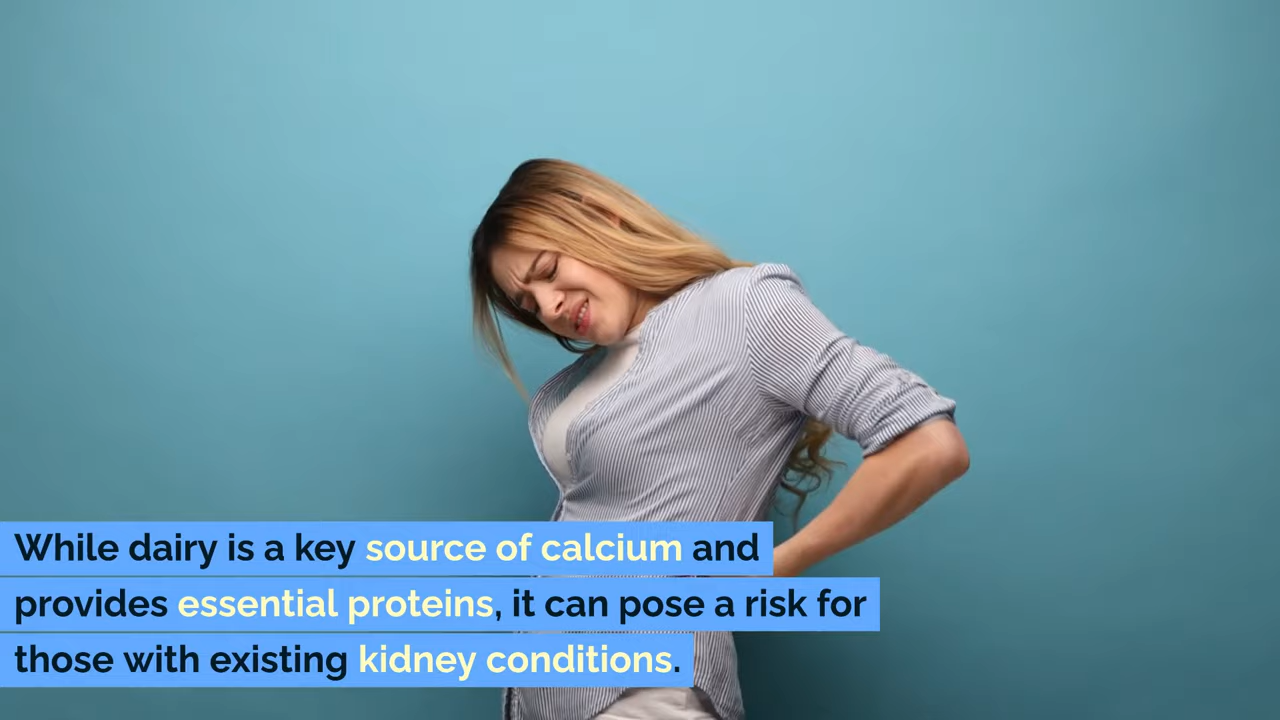 While dairy is a key source of calcium and
provides essential proteins, it can pose a risk for
those with existing kidney conditions.